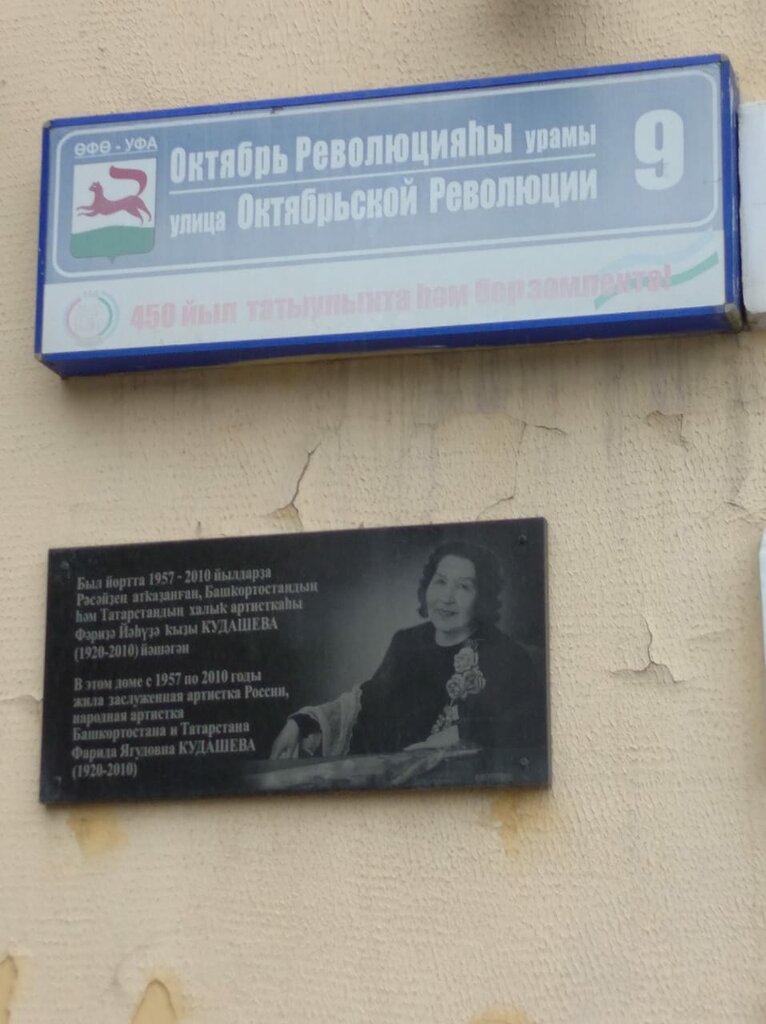 ӨФӨ - УФА
Октябрь Революцияһы урамы
улица Октябрьской Революции
9
450 йыл татыулыҡта һәм берҙәмлектә!
Был йортта 1957 - 2010 йылдарҙа
Рәсәйҙең атҡаҙанған, Башҡортостандың
һәм Татарстандың халыҡ артисткаһы
Фәриҙә Йәһүҙә ҡыҙы КУДАШЕВА
(1920-2010) йәшәгән
В этом доме с 1957 по 2010 годы
жила заслуженная артистка России,
народная артистка
Башкортостана и Татарстана
Фарида Ягудовна КУДАШЕВА
(1920-2010)